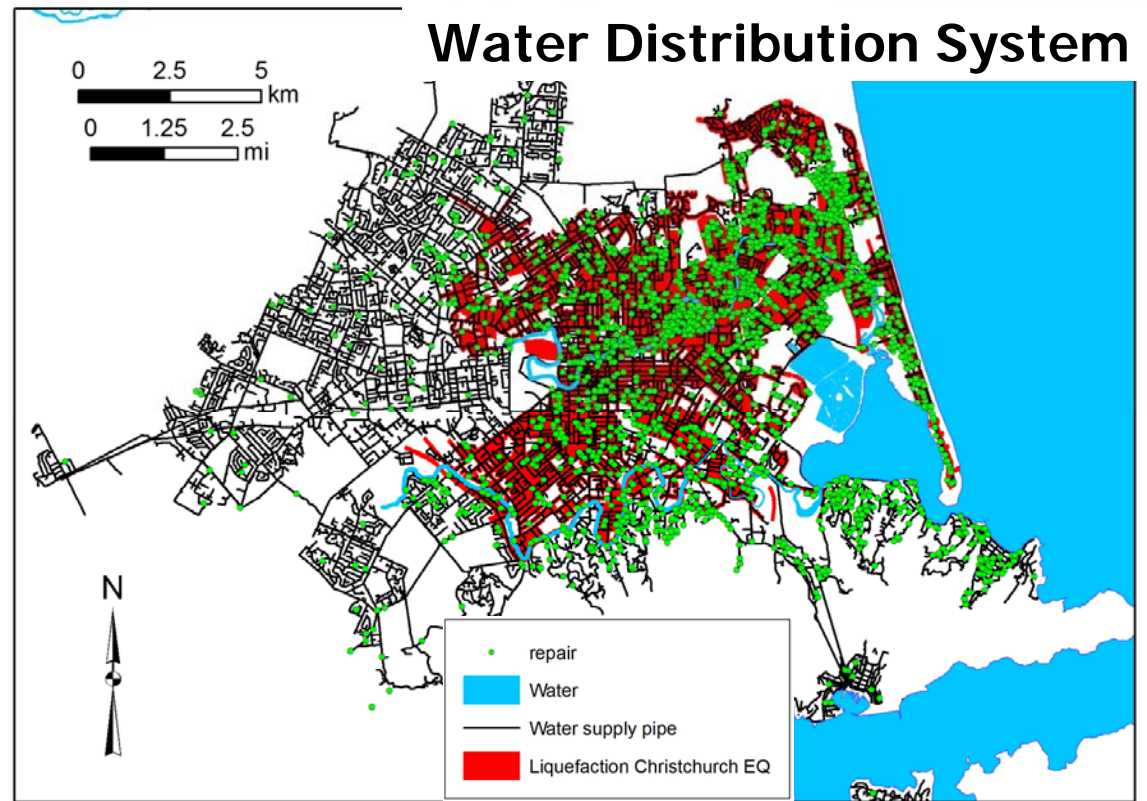 Water Distribution System
0 2.5 5
km
0 1.25 2.5
mi
N
repair
Water
Water supply pipe
Liquefaction Christchurch EQ